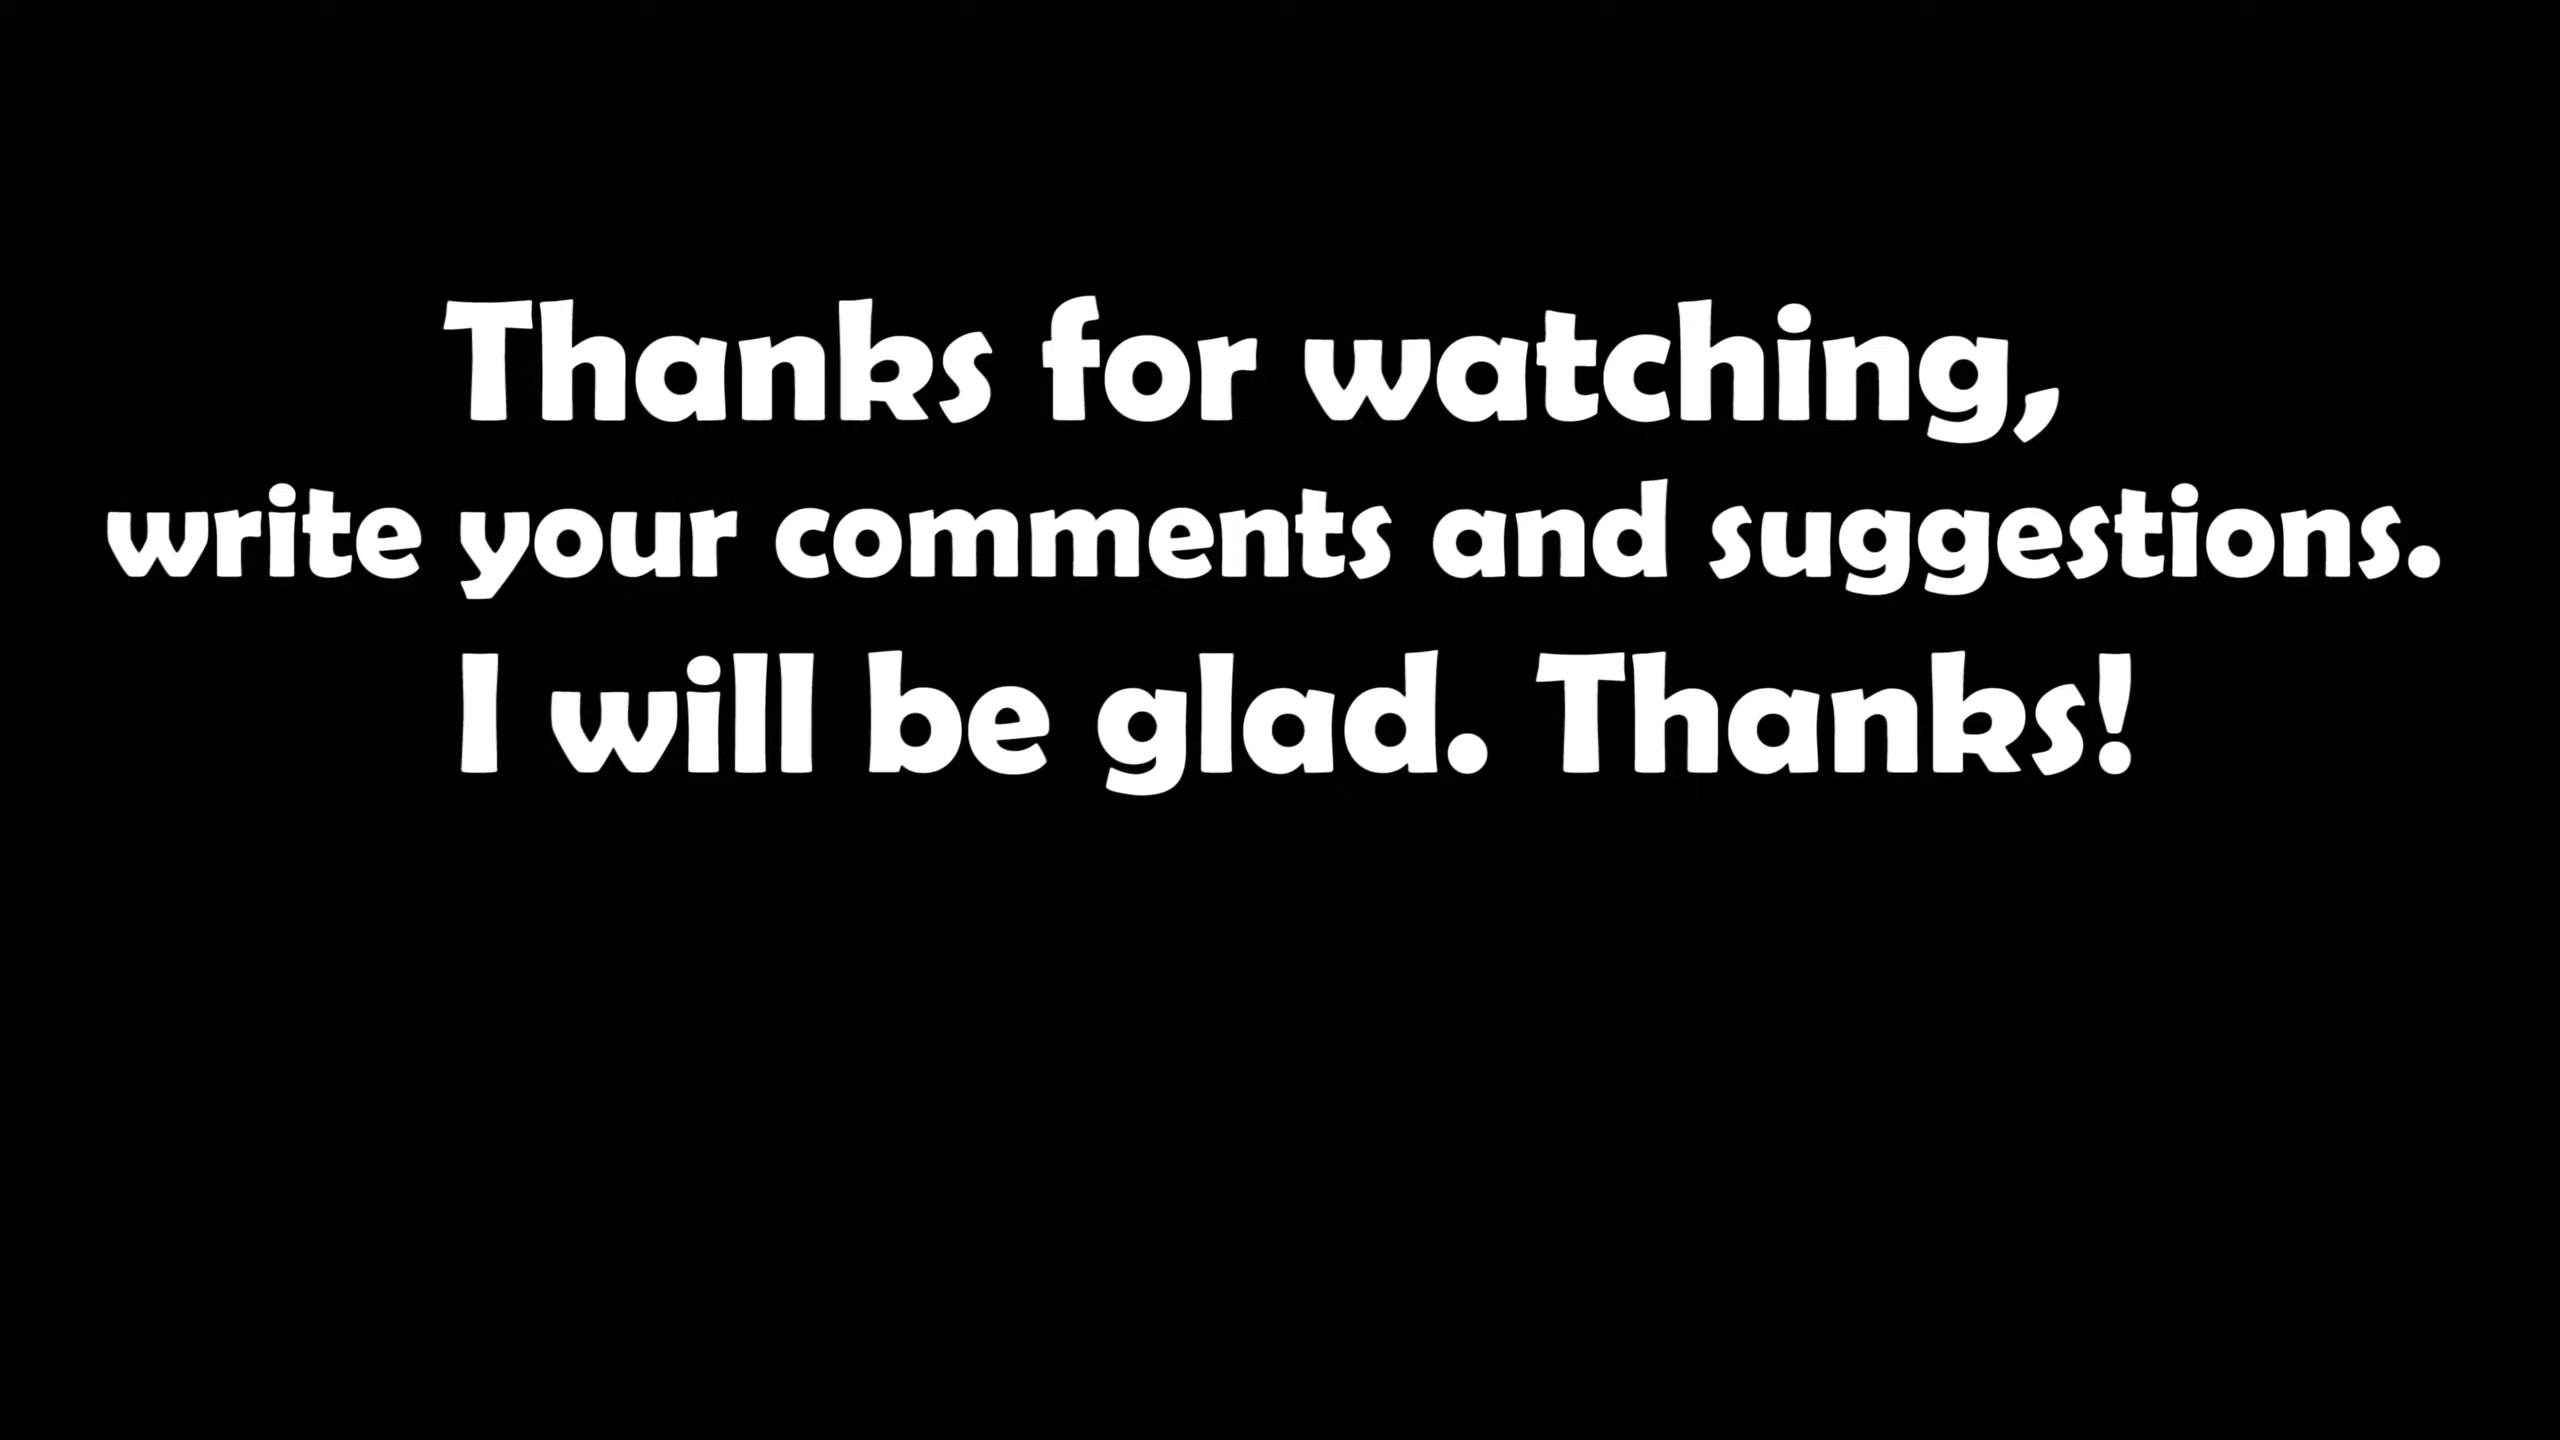 Thanks for watching,
write your comments and suggestions.
I will be glad. Thanks!